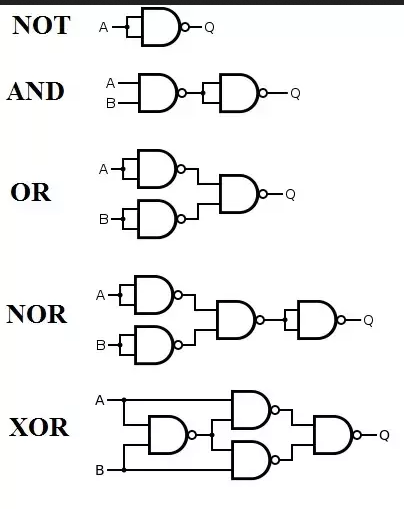 NOT A Q
AND A B Q
OR A B Q
NOR A B Q
XOR A B Q